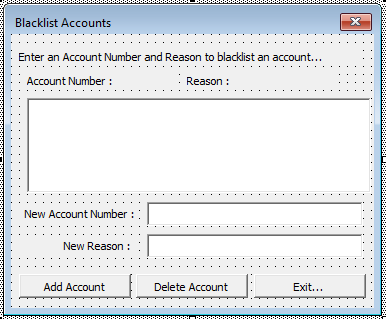 Blacklist Accounts
Enter an Account Number and Reason to blacklist an account...
Account Number : Reason :
New Account Number :
New Reason :
Add Account Delete Account Exit...